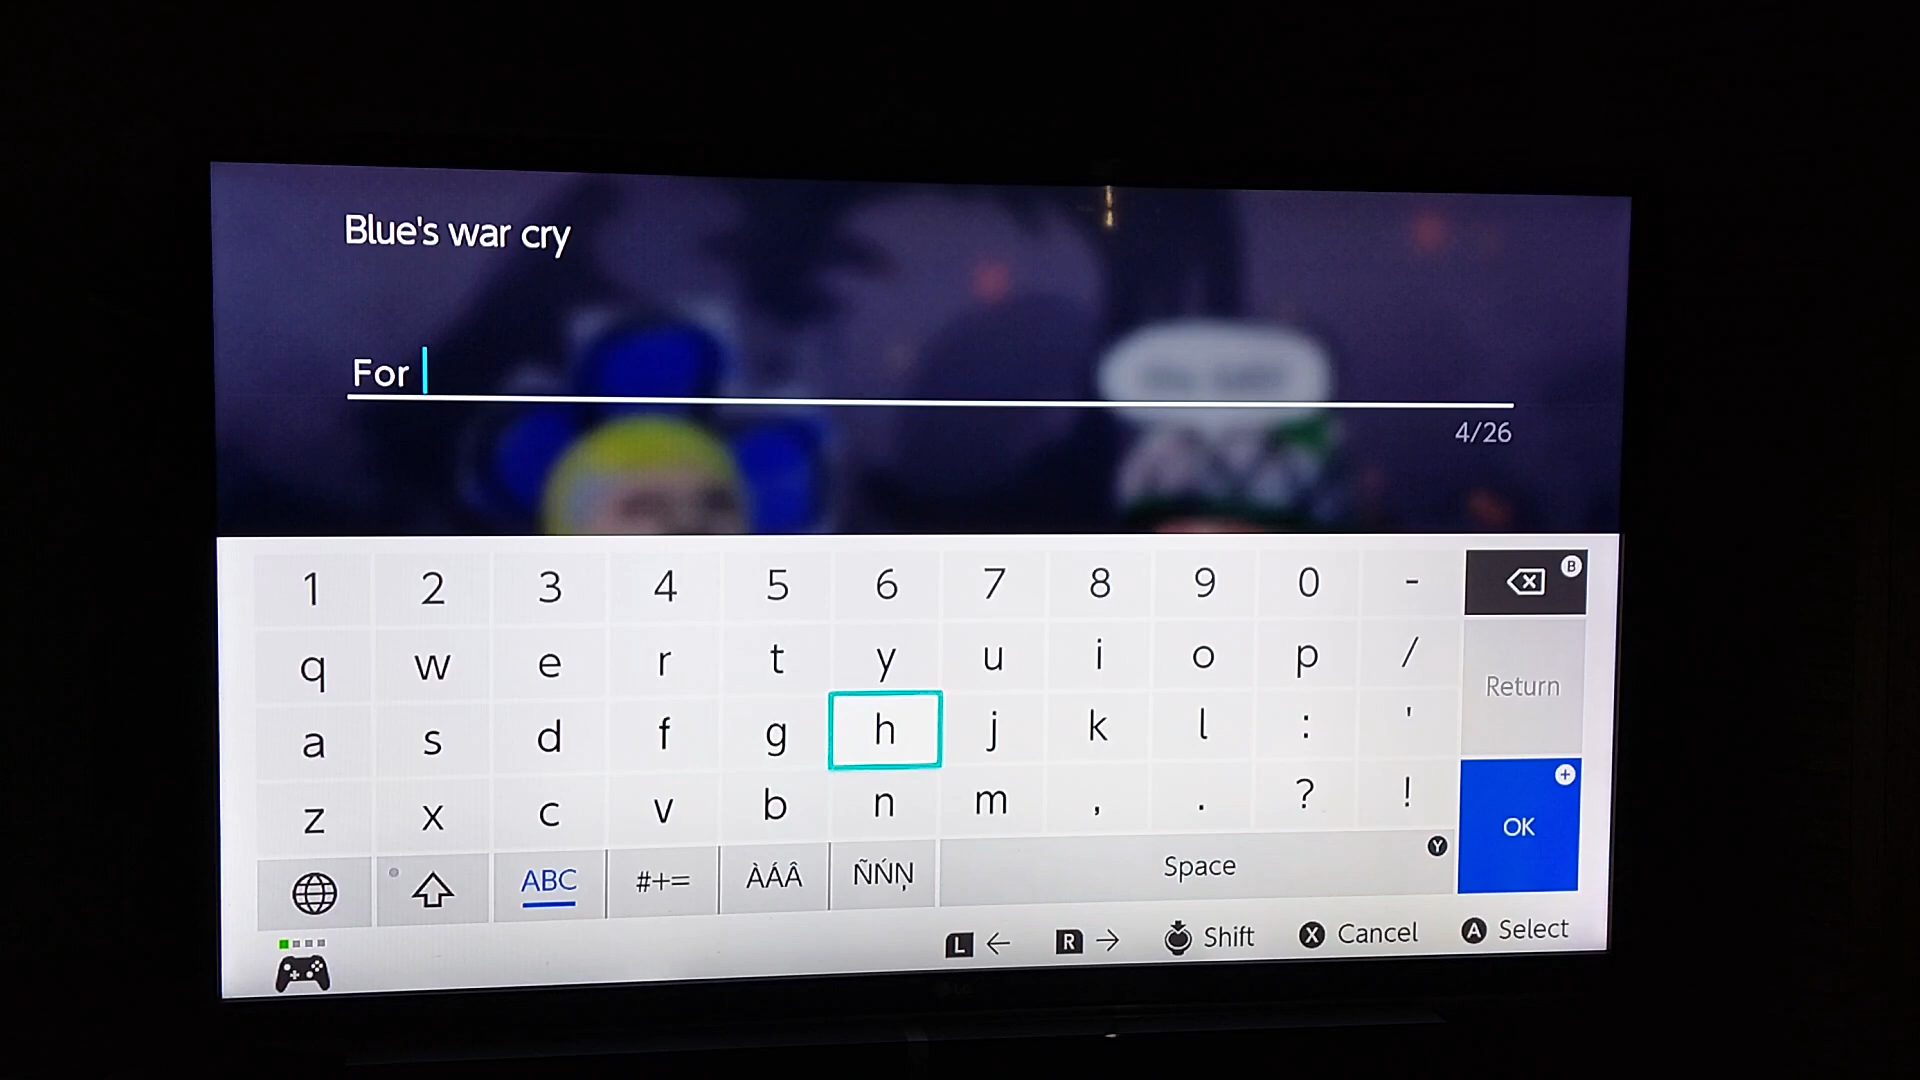 Blue's war cry
For
4/26
1 2 3 4 5 6 7 8 9 0 -
B
q w e r t y u i o p /
Return
a s d f g h j k l : '
z x c v b n m , . ? !
+
OK
ABC #+= ÀÁÂ ÑŃŅ Space Y
L ← R → Shift X Cancel A Select
LG